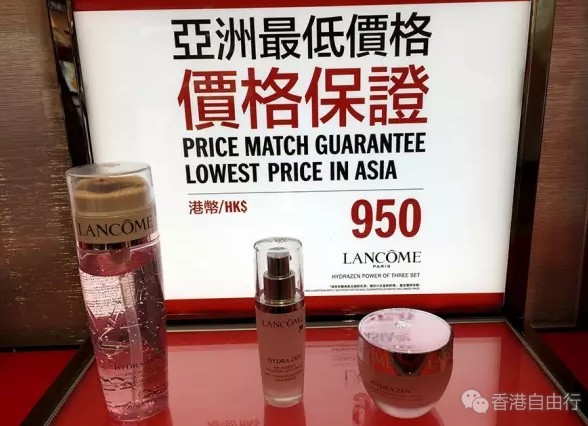 亞洲最低價格
價格保證
PRICE MATCH GUARANTEE
LOWEST PRICE IN ASIA
港幣/HK$
950
LANCÔME
PARIS
HYDRAZEN POWER OF THREE SET
LANCÔME
HYDRA
LANCÔME
HYDRA ZEN
HYDRA ZEN
香港自由行